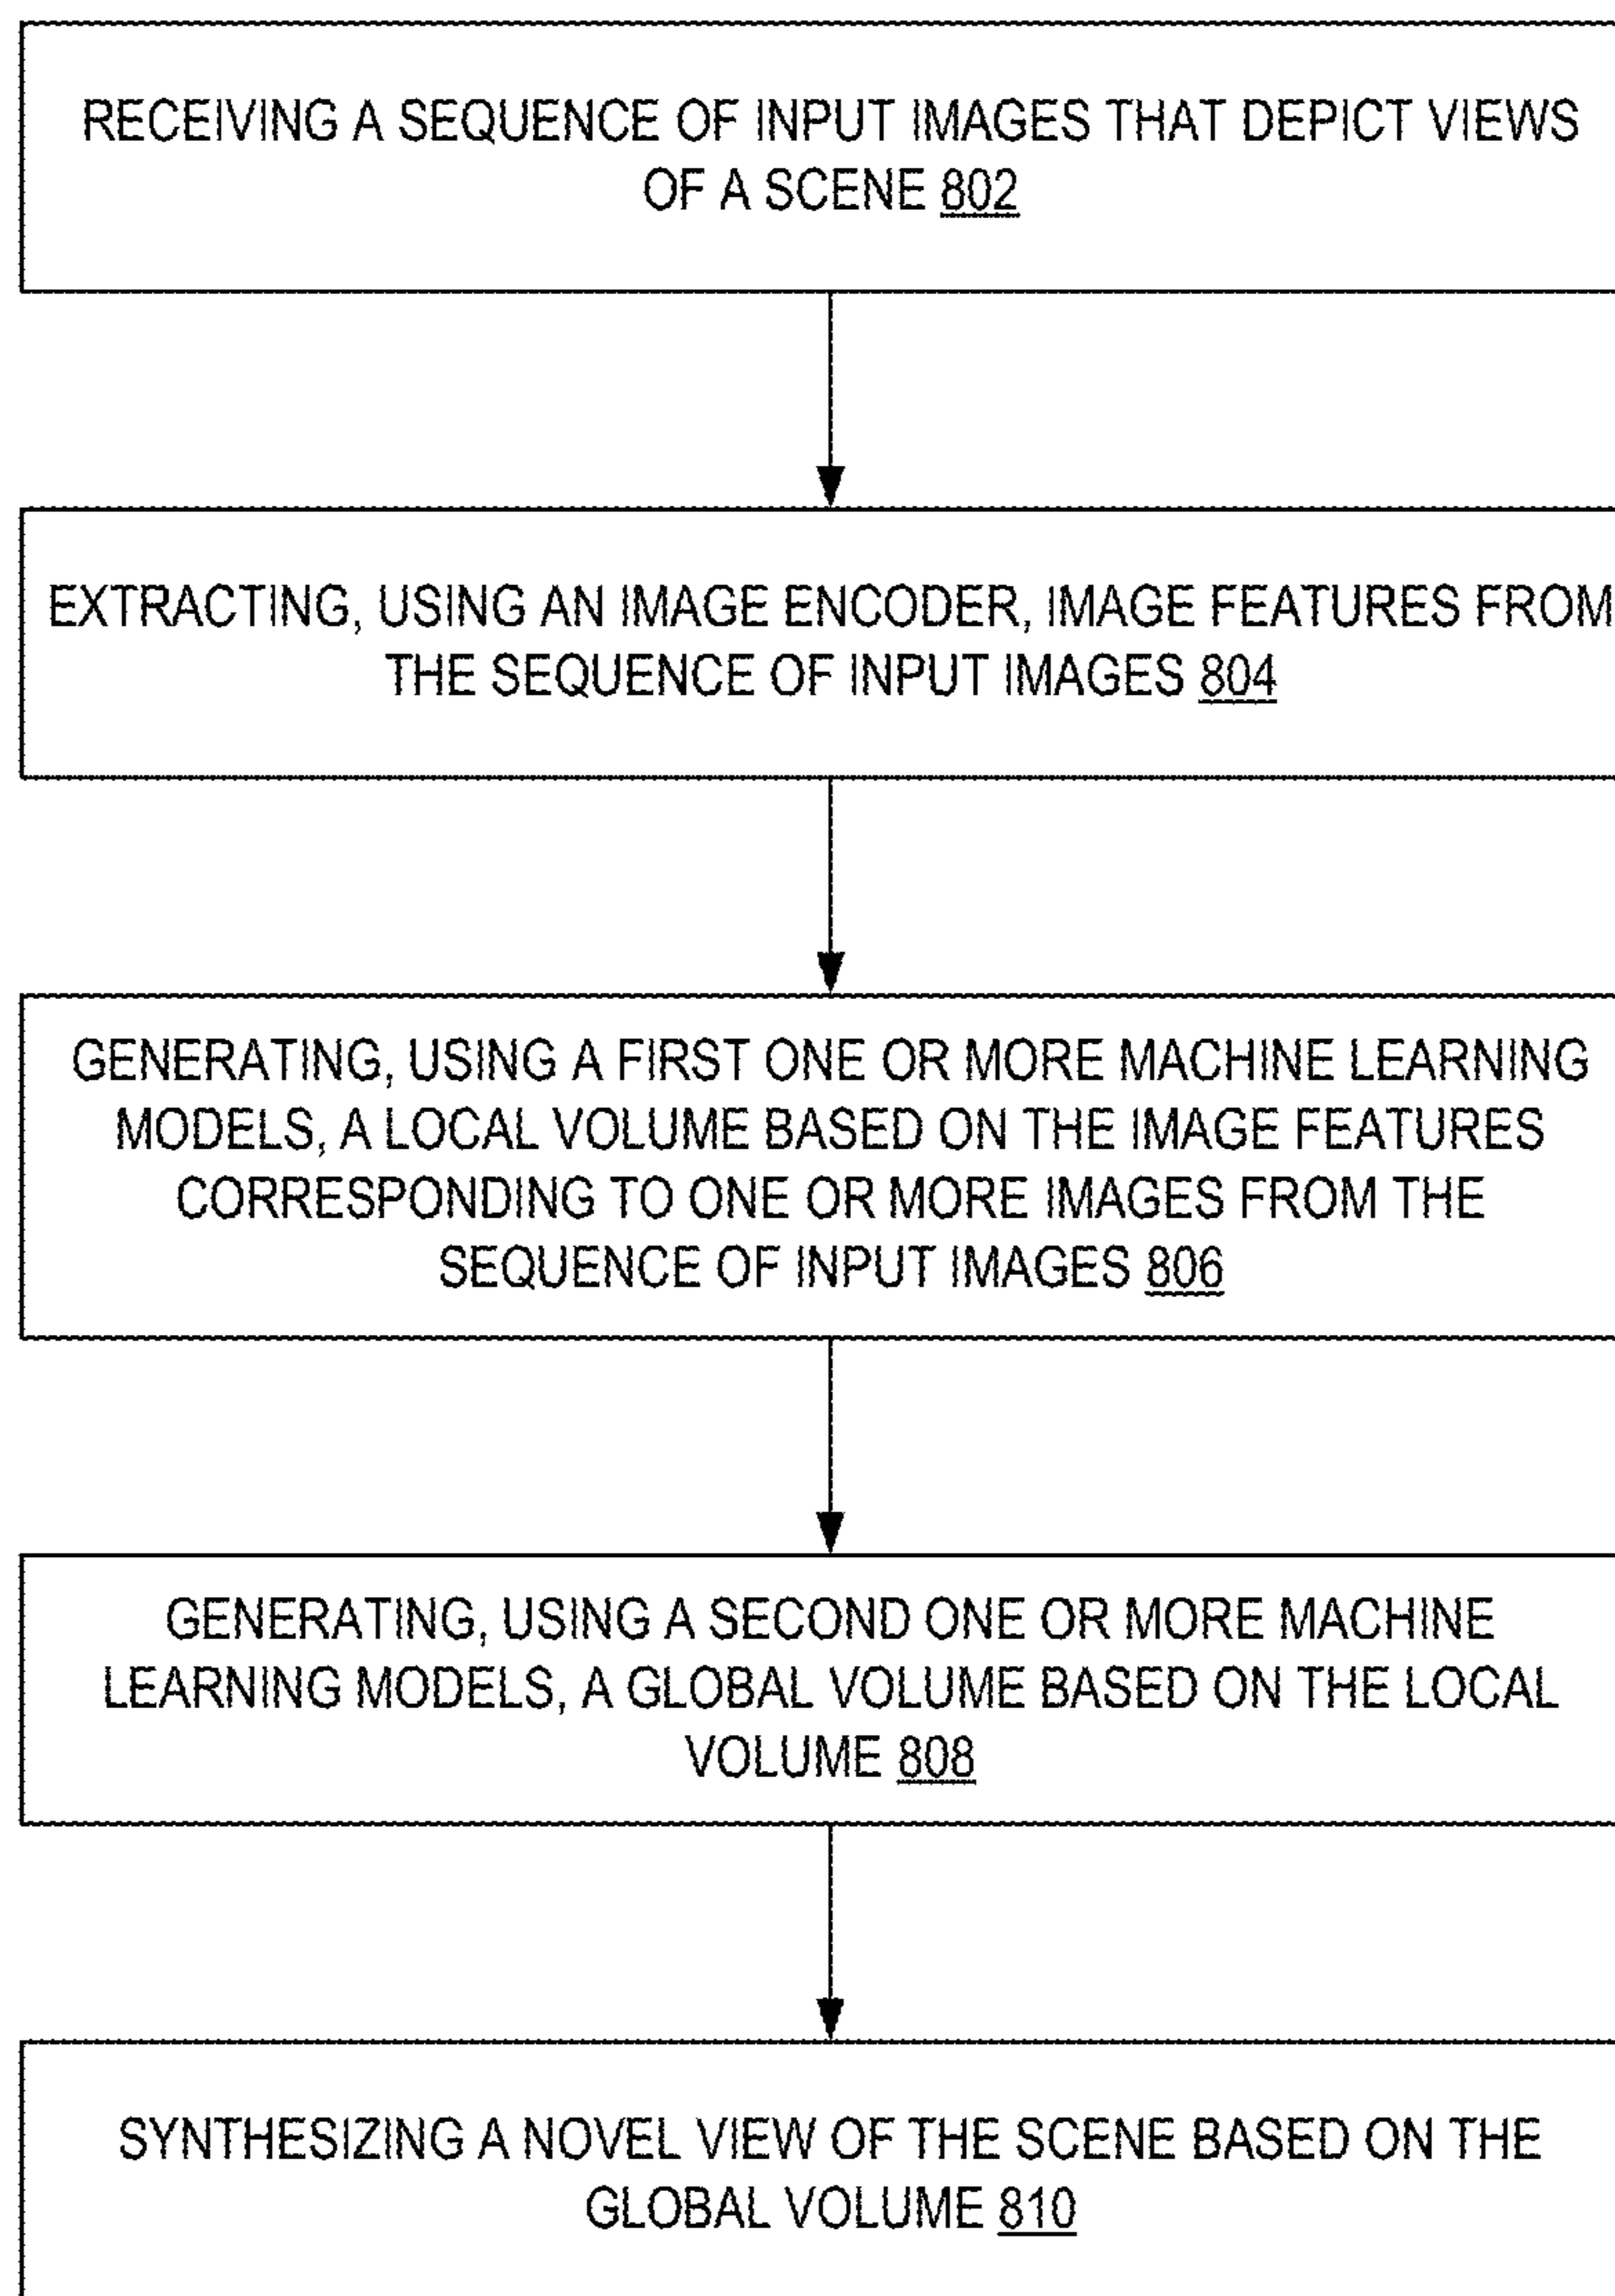 RECEIVING A SEQUENCE OF INPUT IMAGES THAT DEPICT VIEWS
OF A SCENE 802
EXTRACTING, USING AN IMAGE ENCODER, IMAGE FEATURES FROM
THE SEQUENCE OF INPUT IMAGES 804
GENERATING, USING A FIRST ONE OR MORE MACHINE LEARNING
MODELS, A LOCAL VOLUME BASED ON THE IMAGE FEATURES
CORRESPONDING TO ONE OR MORE IMAGES FROM THE
SEQUENCE OF INPUT IMAGES 806
GENERATING, USING A SECOND ONE OR MORE MACHINE
LEARNING MODELS, A GLOBAL VOLUME BASED ON THE LOCAL
VOLUME 808
SYNTHESIZING A NOVEL VIEW OF THE SCENE BASED ON THE
GLOBAL VOLUME 810